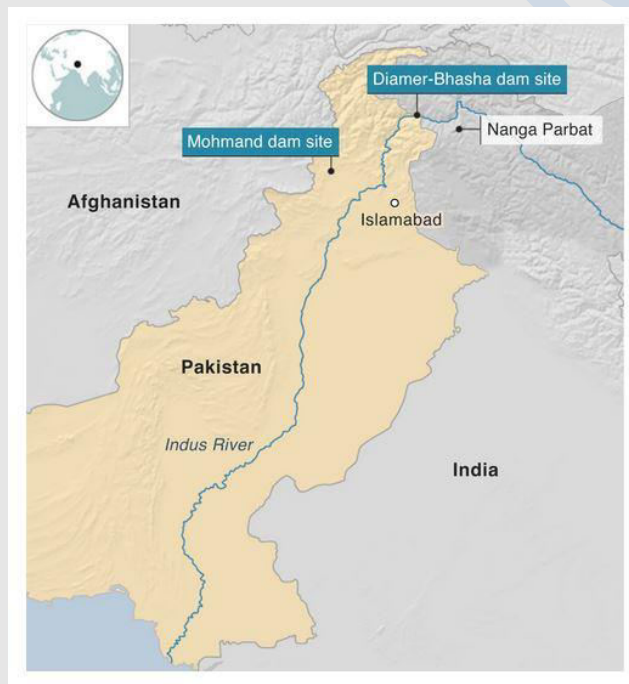 Diamer-Bhasha dam site
Nanga Parbat
Mohmand dam site
Afghanistan
Islamabad
Pakistan
Indus River
India